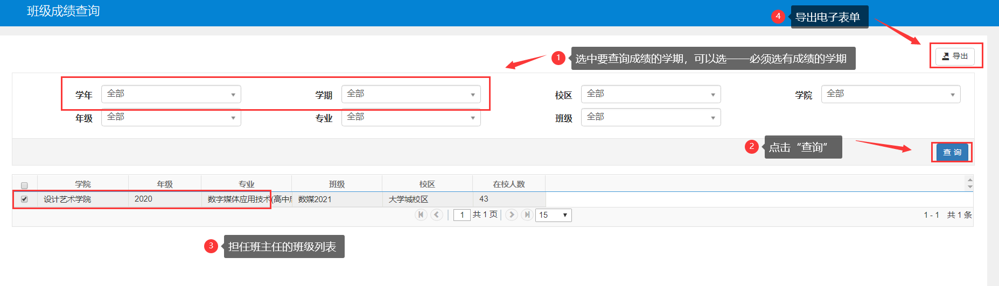 班级成绩查询
4 导出电子表单
导出
1 选中要查询成绩的学期，可以选——必须选有成绩的学期
学年 全部 学期 全部 校区 全部 学院 全部
年级 全部 专业 全部 班级 全部
2 点击“查询”
查 询
学院 年级 专业 班级 校区 在校人数
设计艺术学院 2020 数字媒体应用技术(高中 数媒2021 大学城校区 43
1 共 1 页 15 1 - 1 共 1 条
3 担任班主任的班级列表